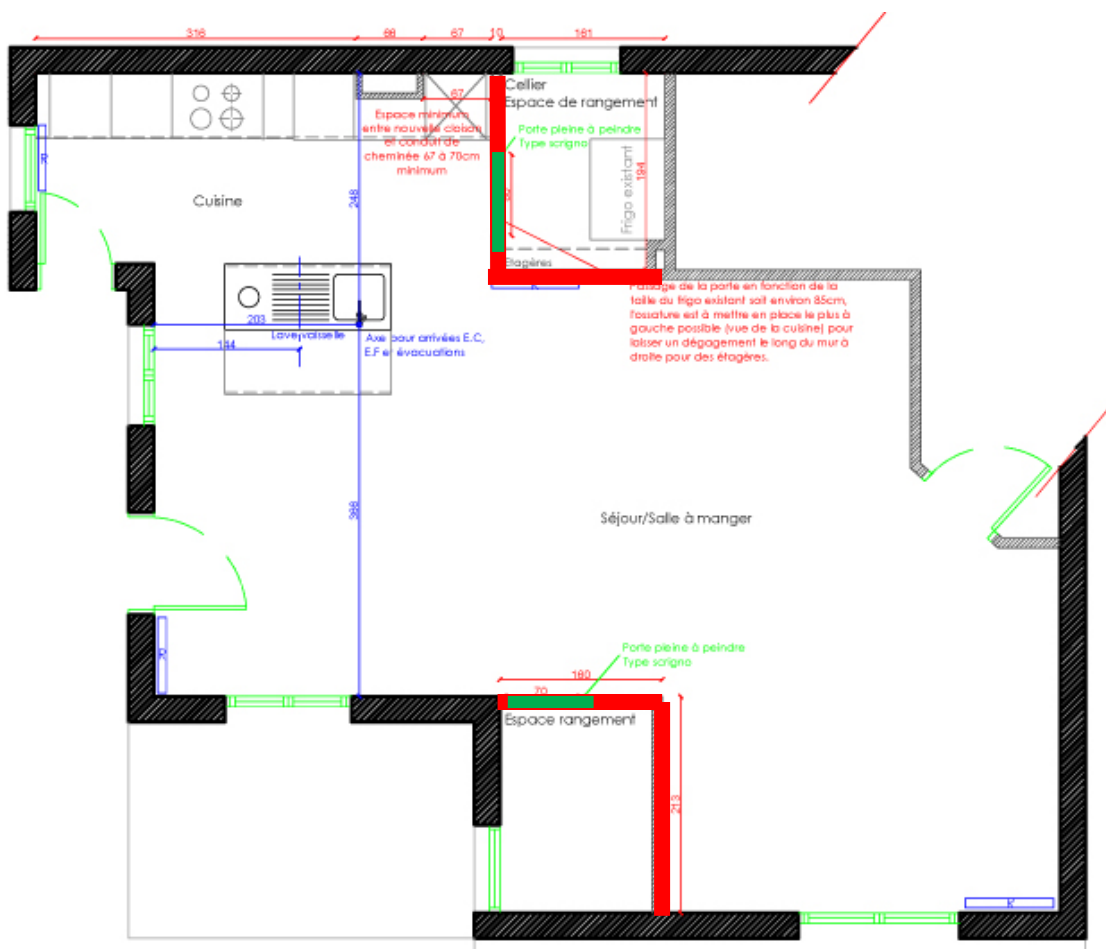 316
66
67
10
161
67
Cellier
Espace de rangement
Porte pleine à peindre
Type scrigno
Espace minimum
entre nouvelle cloison
et conduit de
cheminée 67 à 70cm
minimum
Cuisine
248
194
Frigo existant
Etagères
Passage de la porte en fonction de la
taille du frigo existant soit environ 85cm,
l'ossature est à mettre en place le plus à
gauche possible (vue de la cuisine) pour
laisser un dégagement le long du mur à
droite pour des étagères.
203
Lave vaisselle
144
Axe pour arrivées E.C,
E.F et évacuations
368
Séjour/Salle à manger
Porte pleine à peindre
Type scrigno
160
70
Espace rangement
213